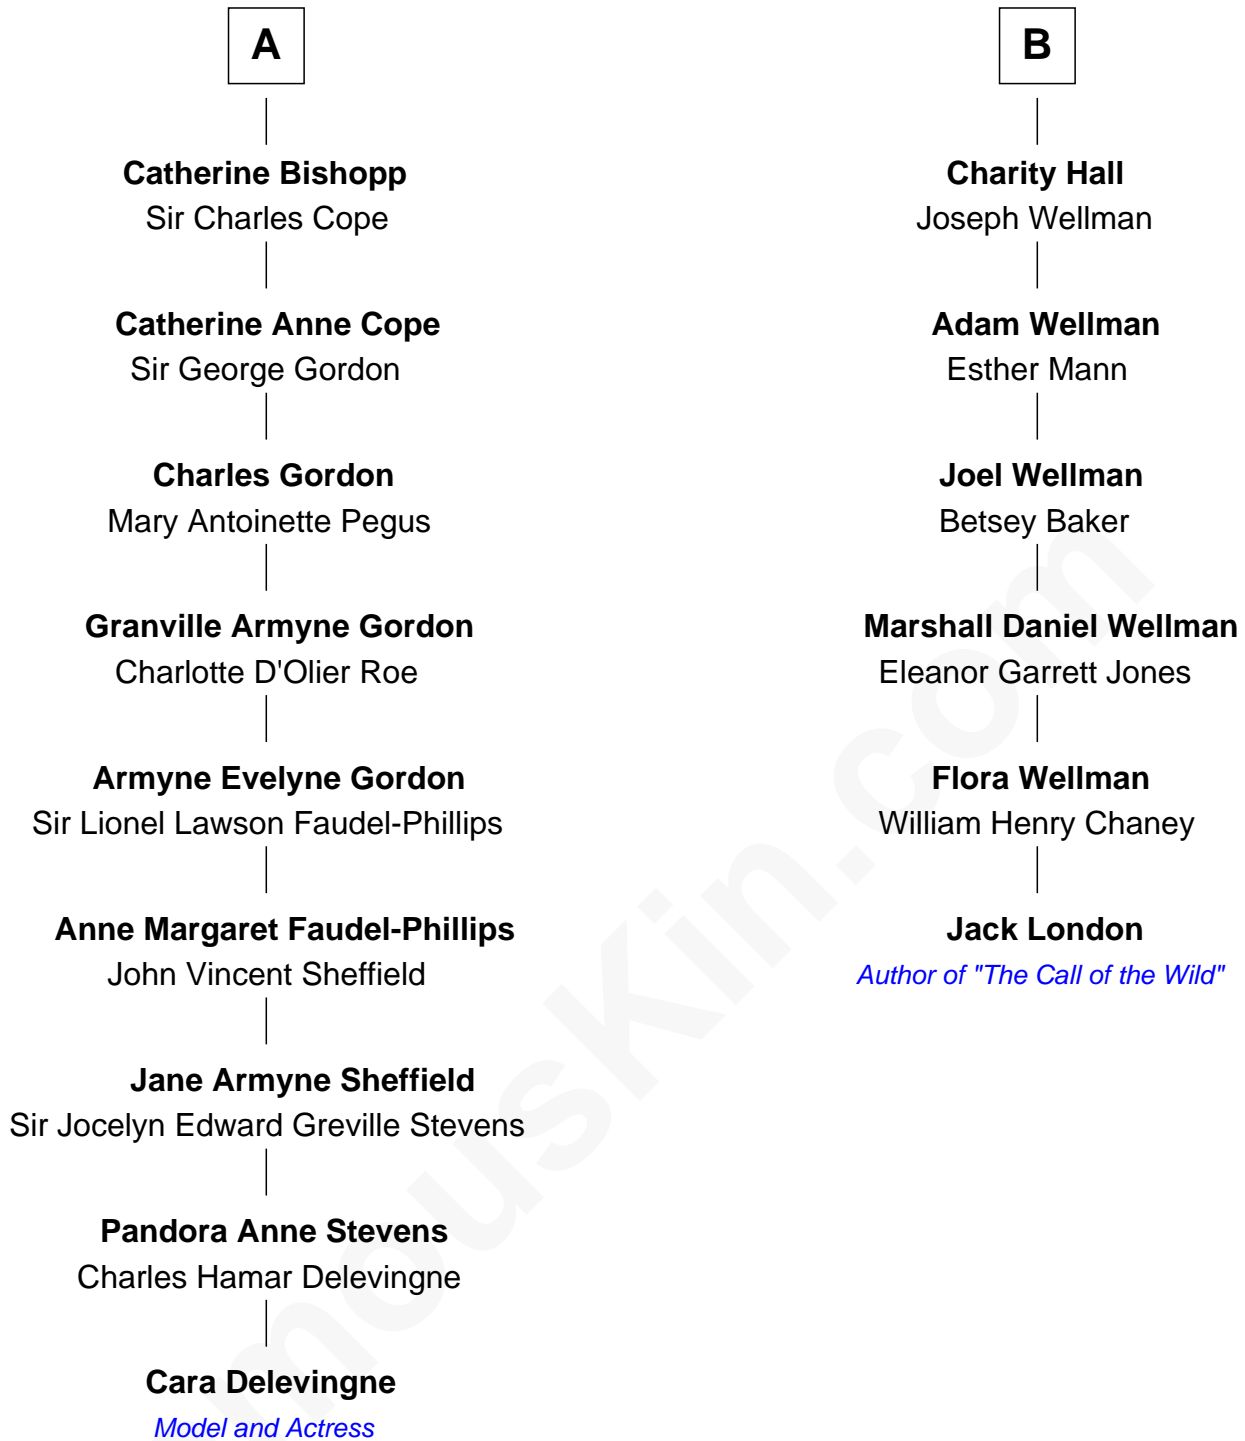 A
Catherine Bishopp
Sir Charles Cope
Catherine Anne Cope
Sir George Gordon
Charles Gordon
Mary Antoinette Pegus
Granville Armyne Gordon
Charlotte D'Olier Roe
Armyne Evelyne Gordon
Sir Lionel Lawson Faudel-Phillips
Anne Margaret Faudel-Phillips
John Vincent Sheffield
Jane Armyne Sheffield
Sir Jocelyn Edward Greville Stevens
Pandora Anne Stevens
Charles Hamar Delevingne
Cara Delevingne
Model and Actress
B
Charity Hall
Joseph Wellman
Adam Wellman
Esther Mann
Joel Wellman
Betsey Baker
Marshall Daniel Wellman
Eleanor Garrett Jones
Flora Wellman
William Henry Chaney
Jack London
Author of "The Call of the Wild"
mousKin.com